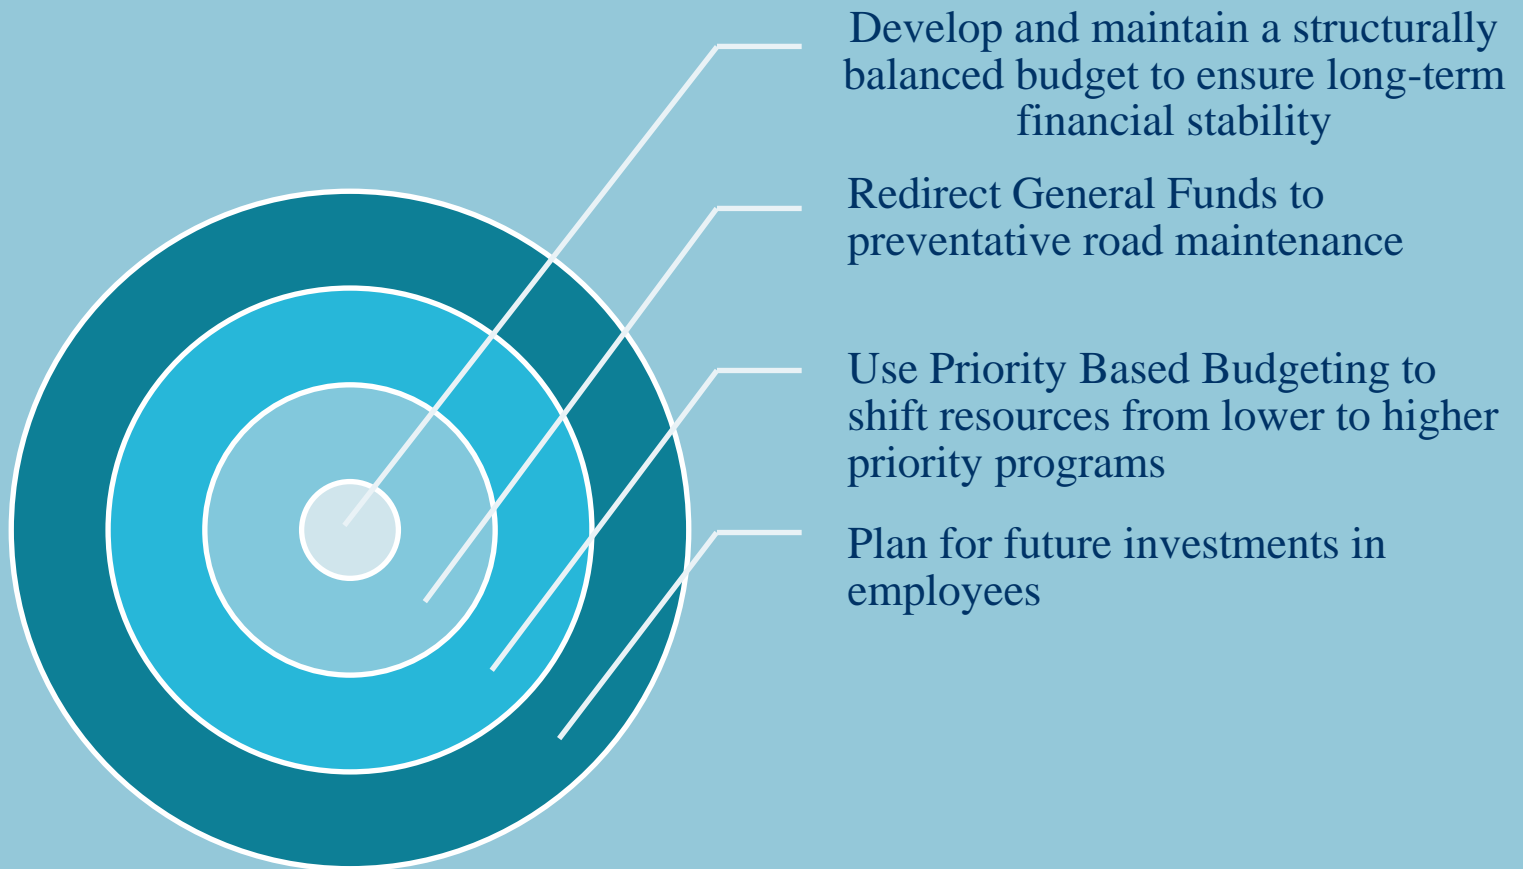 Develop and maintain a structurally
balanced budget to ensure long-term
financial stability
Redirect General Funds to
preventative road maintenance
Use Priority Based Budgeting to
shift resources from lower to higher
priority programs
Plan for future investments in
employees